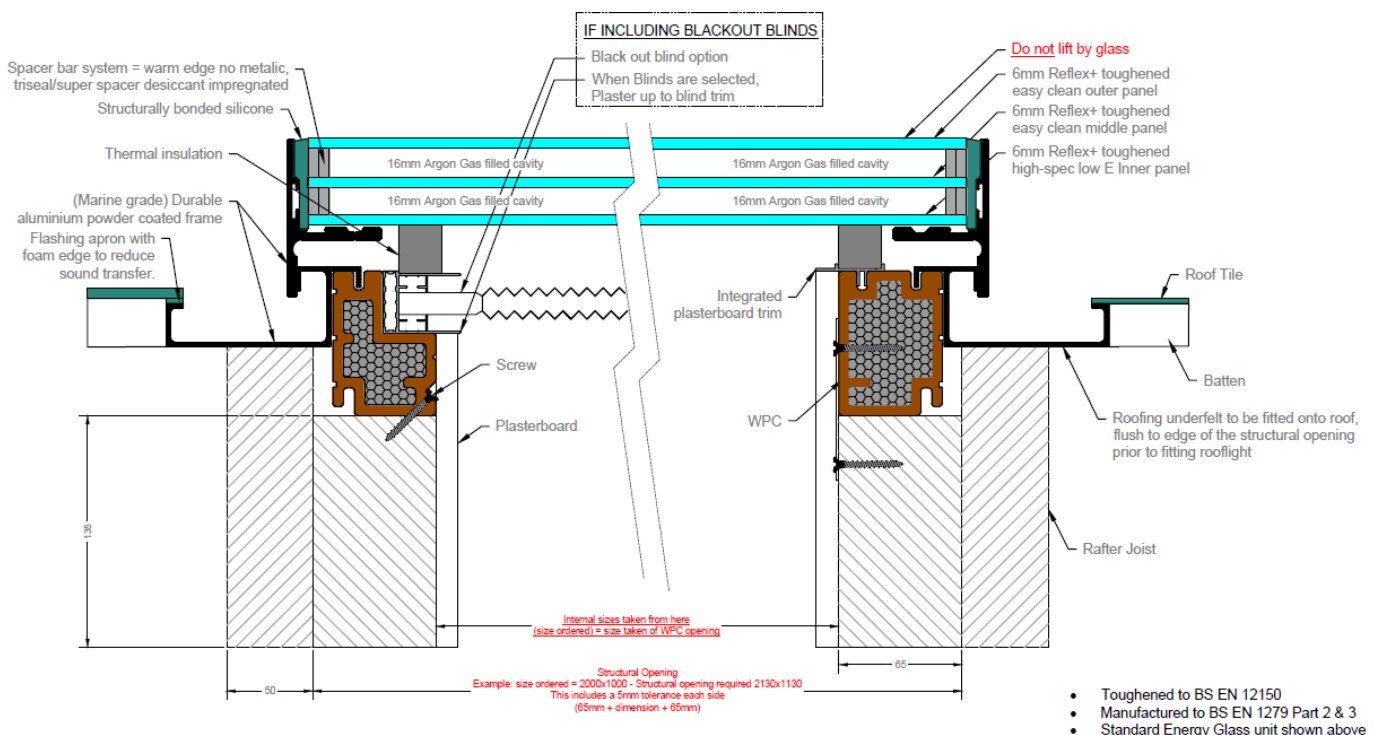 IF INCLUDING BLACKOUT BLINDS
Black out blind option
When Blinds are selected,
Plaster up to blind trim
Spacer bar system = warm edge no metalic,
triseal/super spacer desiccant impregnated
Structurally bonded silicone
Thermal insulation
(Marine grade) Durable
aluminium powder coated frame
Flashing apron with
foam edge to reduce
sound transfer.
Do not lift by glass
6mm Reflex+ toughened
easy clean outer panel
6mm Reflex+ toughened
easy clean middle panel
6mm Reflex+ toughened
high-spec low E Inner panel
16mm Argon Gas filled cavity
16mm Argon Gas filled cavity
16mm Argon Gas filled cavity
16mm Argon Gas filled cavity
Integrated
plasterboard trim
Roof Tile
Batten
Screw
Plasterboard
WPC
Roofing underfelt to be fitted onto roof,
flush to edge of the structural opening
prior to fitting rooflight
Rafter Joist
135
Internal sizes taken from here
(size ordered) = size taken of WPC opening
50
65
Structural Opening
Example: size ordered = 2000x1000 - Structural opening required 2130x1130
This includes a 5mm tolerance each side
(65mm + dimension + 65mm)
• Toughened to BS EN 12150
• Manufactured to BS EN 1279 Part 2 & 3
• Standard Energy Glass unit shown above